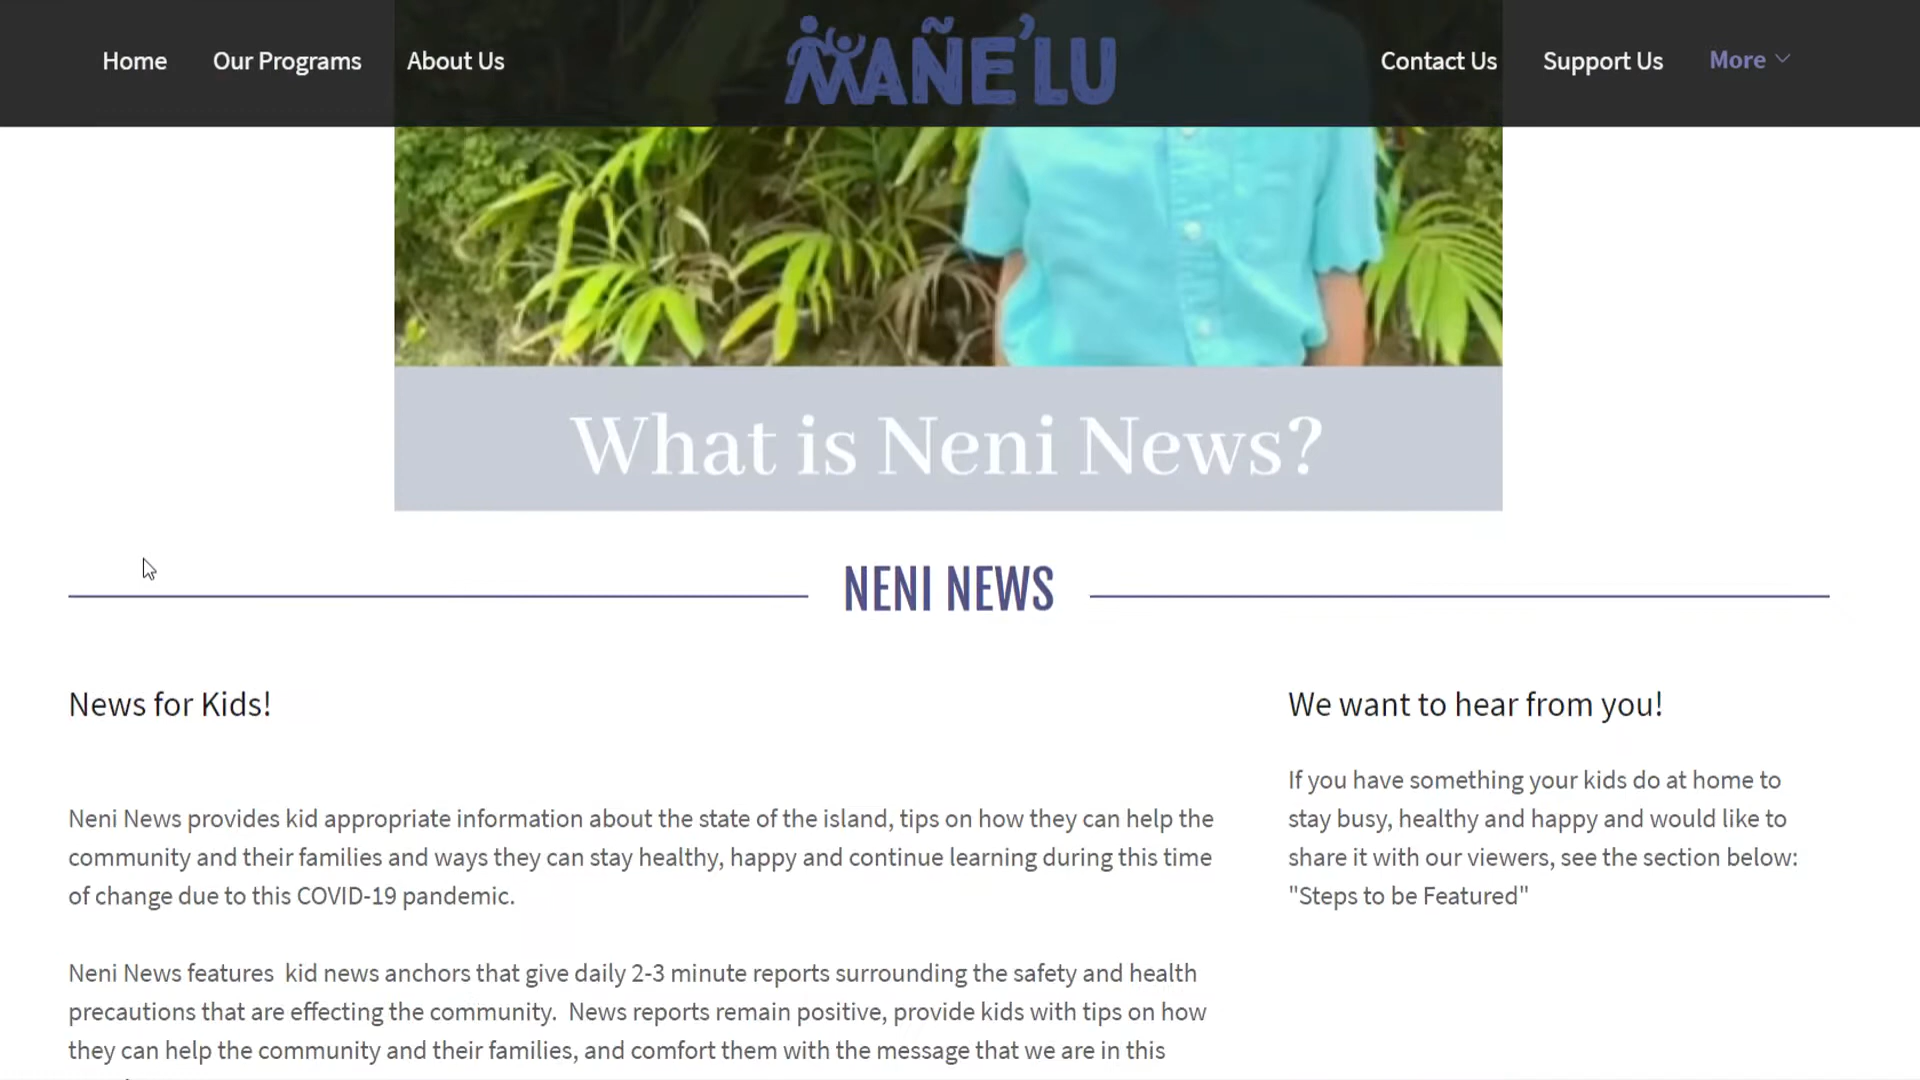 Home Our Programs About Us MAÑE'LU Contact Us Support Us More
What is Neni News?
NENI NEWS
News for Kids!
Neni News provides kid appropriate information about the state of the island, tips on how they can help the
community and their families and ways they can stay healthy, happy and continue learning during this time
of change due to this COVID-19 pandemic.
Neni News features  kid news anchors that give daily 2-3 minute reports surrounding the safety and health
precautions that are effecting the community.  News reports remain positive, provide kids with tips on how
they can help the community and their families, and comfort them with the message that we are in this
We want to hear from you!
If you have something your kids do at home to
stay busy, healthy and happy and would like to
share it with our viewers, see the section below:
"Steps to be Featured"